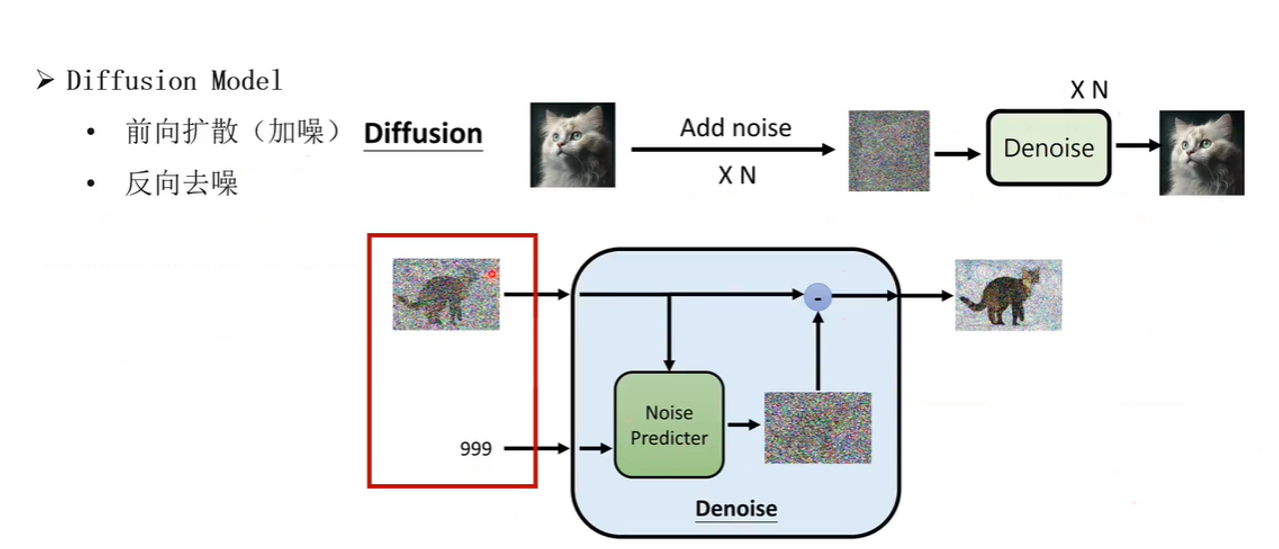 ➢ Diffusion Model
• 前向扩散（加噪）
• 反向去噪
Diffusion
Add noise
X N
X N
Denoise
999
Noise
Predicter
-
Denoise